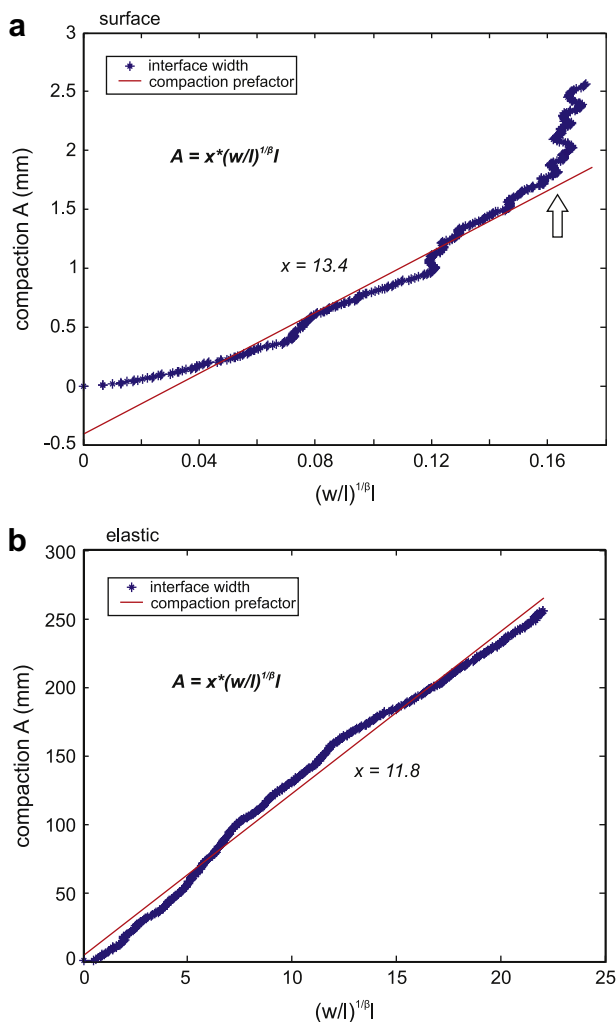 a surface
interface width
compaction prefactor
A = x*(w/l)^{1/β}l
x = 13.4
compaction A (mm)
3
2.5
2
1.5
1
0.5
0
-0.5
0 0.04 0.08 0.12 0.16
(w/l)^{1/β}l
b elastic
interface width
compaction prefactor
A = x*(w/l)^{1/β}l
x = 11.8
compaction A (mm)
300
250
200
150
100
50
0
0 5 10 15 20 25
(w/l)^{1/β}l